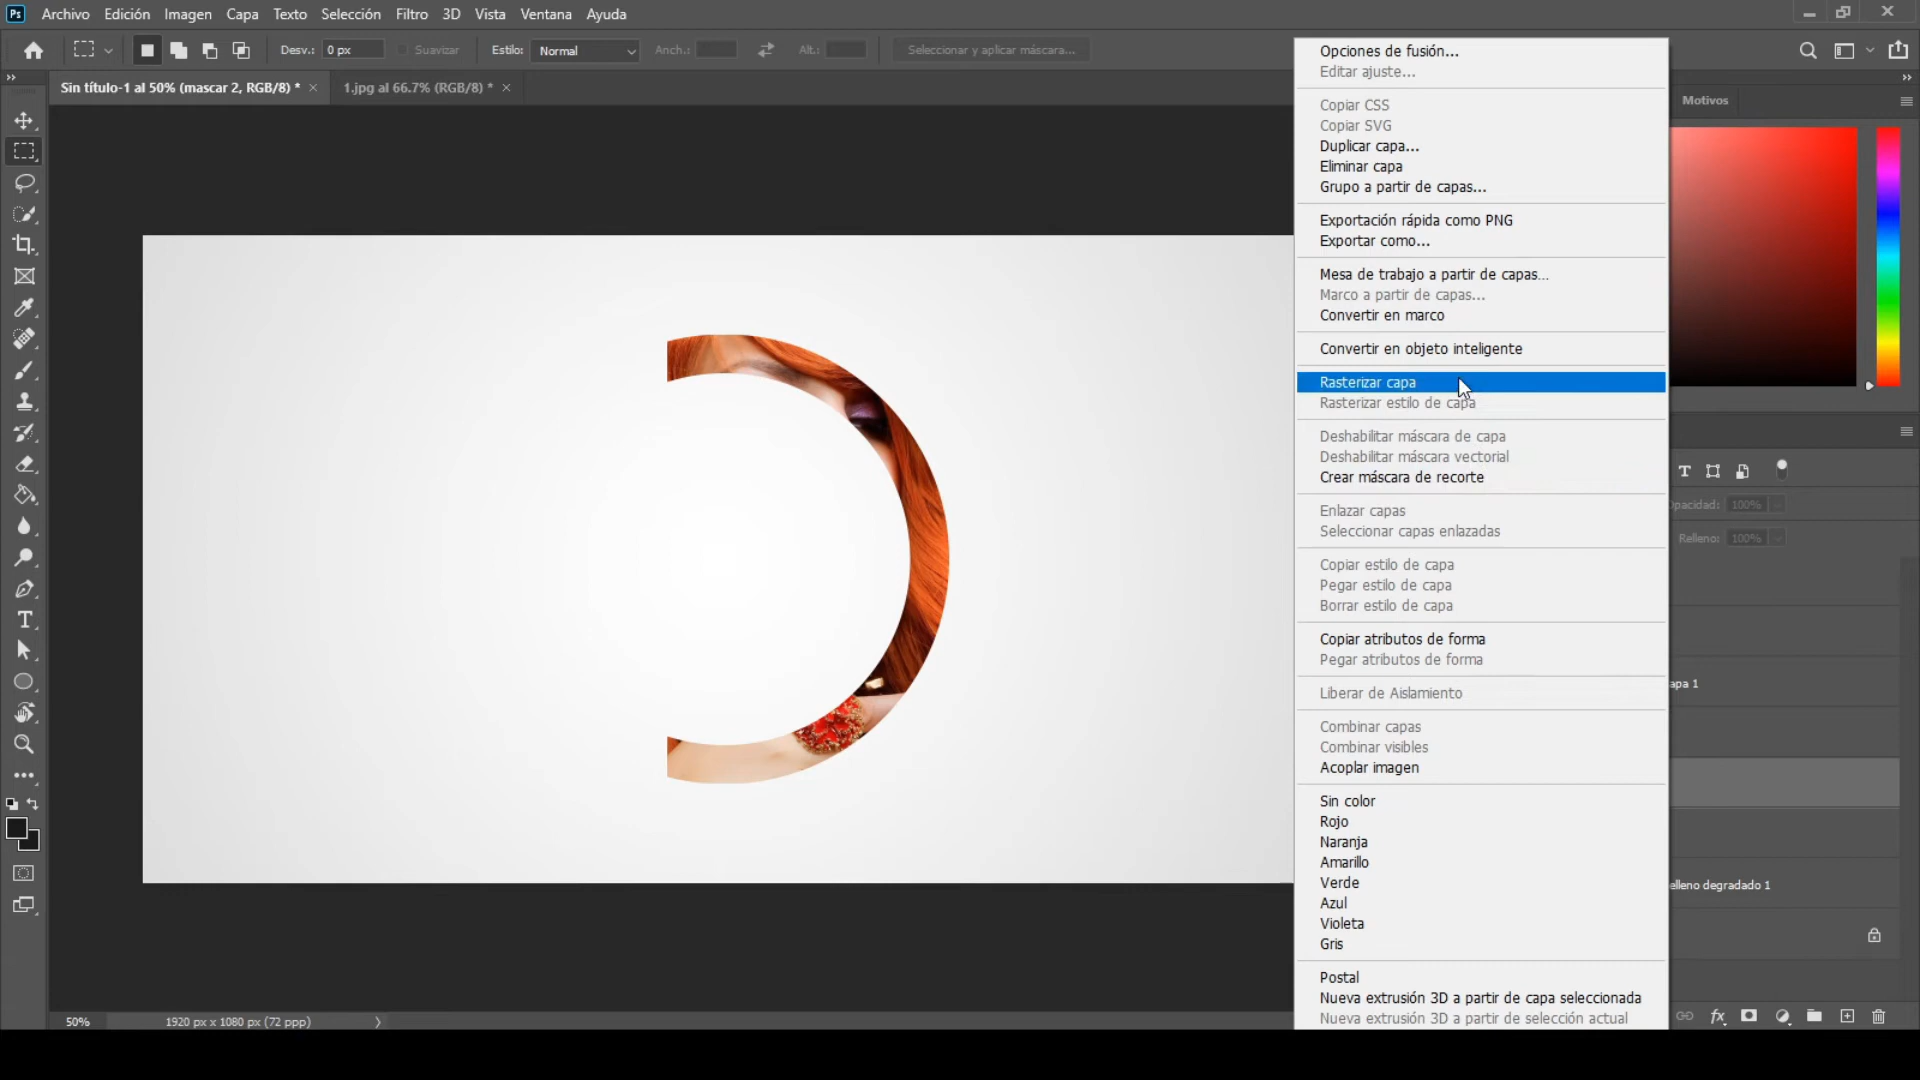 Ps Archivo Edición Imagen Capa Texto Selección Filtro 3D Vista Ventana Ayuda
Desv.: 0 px Suavizar Estilo: Normal Anch.: Alt.: Seleccionar y aplicar máscara...
Sin título-1 al 50% (mascar 2, RGB/8) * 1.jpg al 66.7% (RGB/8) *
Motivos
Opciones de fusión...
Editar ajuste...
Copiar CSS
Copiar SVG
Duplicar capa...
Eliminar capa
Grupo a partir de capas...
Exportación rápida como PNG
Exportar como...
Mesa de trabajo a partir de capas...
Marco a partir de capas...
Convertir en marco
Convertir en objeto inteligente
Rasterizar capa
Rasterizar estilo de capa
Deshabilitar máscara de capa
Deshabilitar máscara vectorial
Crear máscara de recorte
Enlazar capas
Seleccionar capas enlazadas
Copiar estilo de capa
Pegar estilo de capa
Borrar estilo de capa
Copiar atributos de forma
Pegar atributos de forma
Liberar de Aislamiento
Combinar capas
Combinar visibles
Acoplar imagen
Sin color
Rojo
Naranja
Amarillo
Verde
Azul
Violeta
Gris
Postal
Nueva extrusión 3D a partir de capa seleccionada
Nueva extrusión 3D a partir de selección actual
pacidad: 100%
Relleno: 100%
apa 1
elleno degradado 1
fx
50% 1920 px x 1080 px (72 ppp)